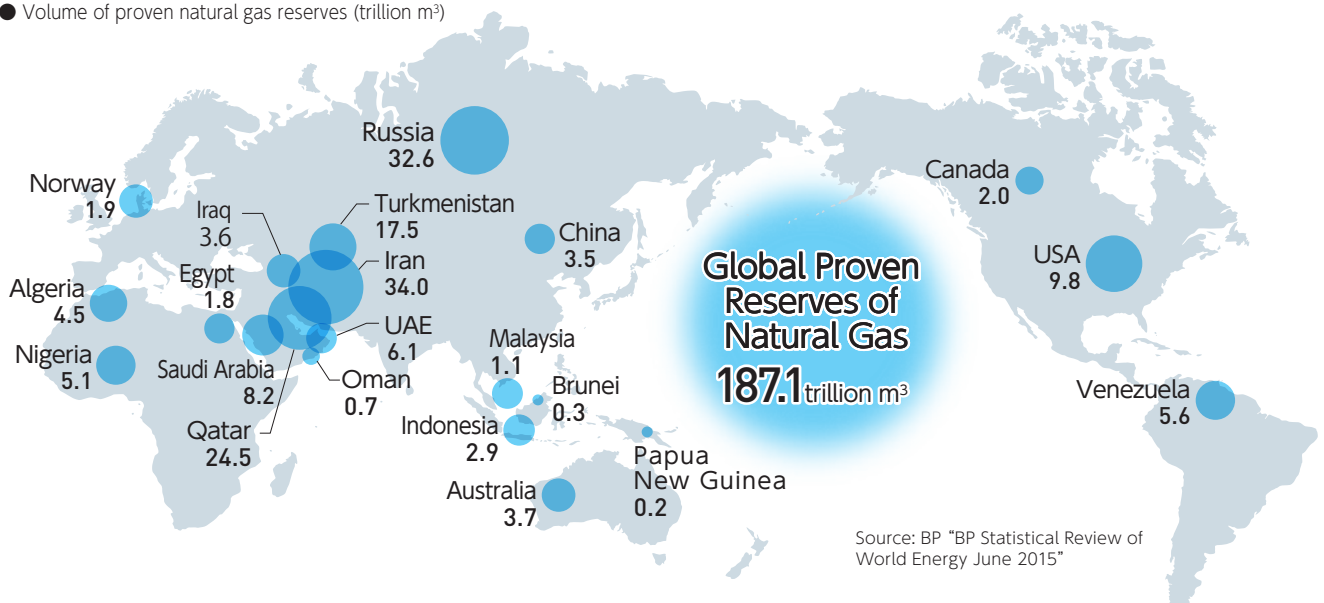 ● Volume of proven natural gas reserves (trillion m³)
Russia
32.6
Norway
1.9
Iraq
3.6
Turkmenistan
17.5
China
3.5
Iran
34.0
Egypt
1.8
Algeria
4.5
UAE
6.1
Nigeria
5.1
Saudi Arabia
8.2
Oman
0.7
Qatar
24.5
Malaysia
1.1
Brunei
0.3
Indonesia
2.9
Papua
New Guinea
0.2
Australia
3.7
Global Proven
Reserves of
Natural Gas
187.1 trillion m³
Canada
2.0
USA
9.8
Venezuela
5.6
Source: BP “BP Statistical Review of
World Energy June 2015”